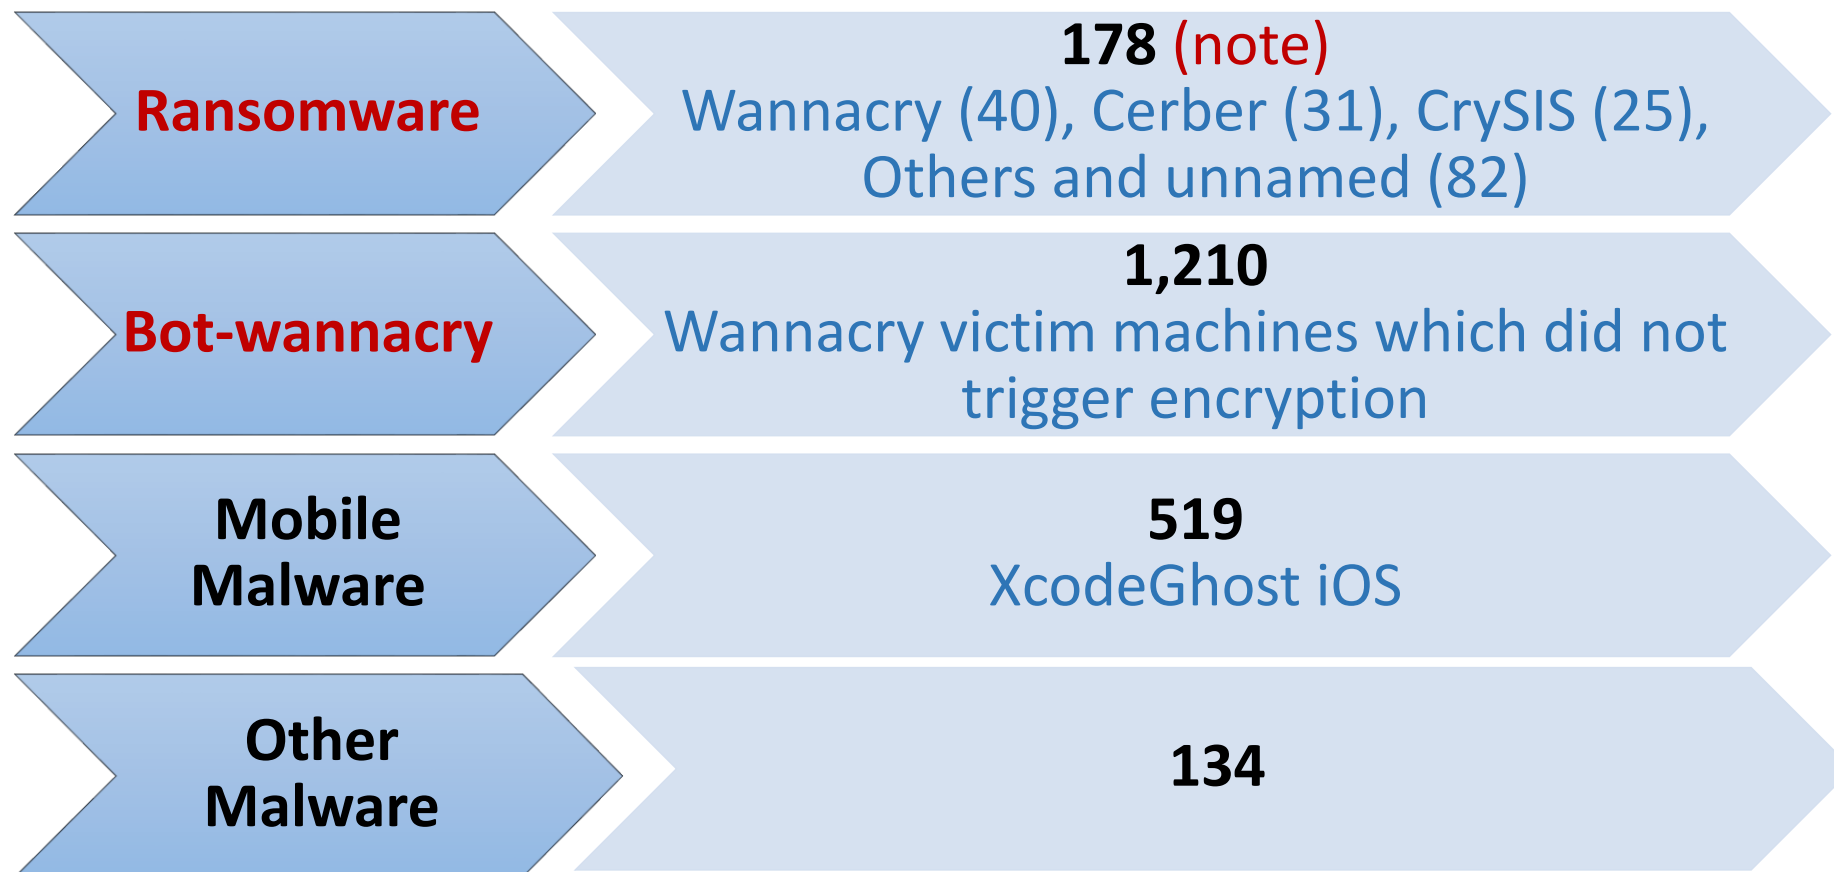 Ransomware
178 (note)
Wannacry (40), Cerber (31), CrySIS (25),
Others and unnamed (82)
Bot-wannacry
1,210
Wannacry victim machines which did not
trigger encryption
Mobile
Malware
519
XcodeGhost iOS
Other
Malware
134